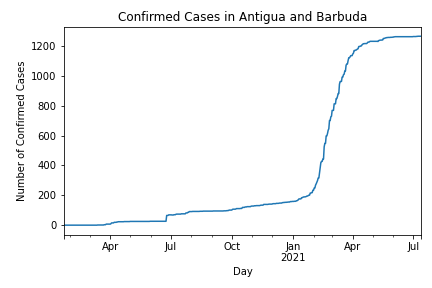 Confirmed Cases in Antigua and Barbuda
1200
1000
800
600
400
200
0
Number of Confirmed Cases
Apr Jul Oct Jan Apr Jul
2021
Day